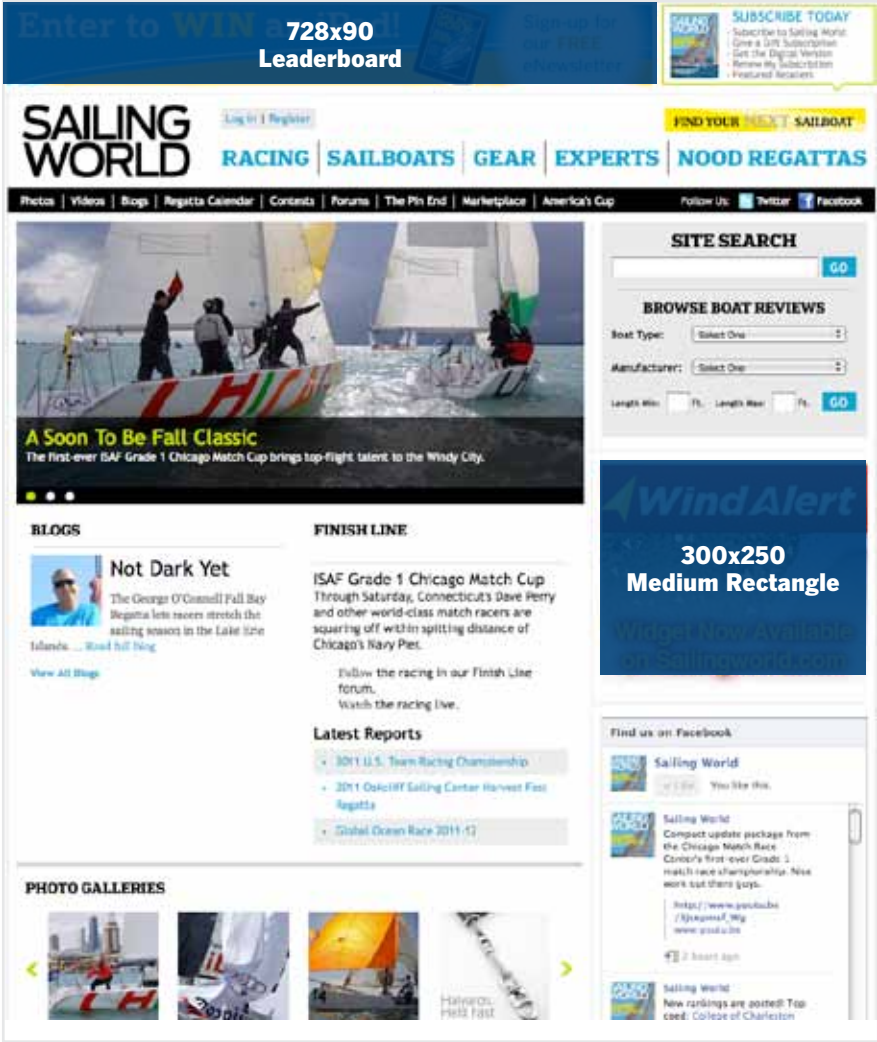 Enter to WIN an iPad!
728x90
Leaderboard
Sign-up for
our FREE
eNewsletter
SUBSCRIBE TODAY
- Subscribe to Sailing World
- Give a Gift Subscription
- Get the Digital Version
- Renew My Subscription
- Featured Retailers
SAILING
WORLD
Log in | Register
FIND YOUR NEXT SAILBOAT
RACING | SAILBOATS | GEAR | EXPERTS | NOOD REGATTAS
Photos | Videos | Blogs | Regatta Calendar | Contests | Forums | The Pin End | Marketplace | America's Cup
Follow Us: Twitter Facebook
SITE SEARCH
GO
BROWSE BOAT REVIEWS
Boat Type: Select One
Manufacturer: Select One
Length Min: Ft. Length Max: Ft. GO
A Soon To Be Fall Classic
The first-ever ISAF Grade 1 Chicago Match Cup brings top-flight talent to the Windy City.
BLOGS
Not Dark Yet
The George O'Connell Fall Bay
Regatta lets racers stretch the
sailing season in the Lake Erie
Islands. ... Read full blog
View All Blogs
FINISH LINE
ISAF Grade 1 Chicago Match Cup
Through Saturday, Connecticut's Dave Perry
and other world-class match racers are
squaring off within spitting distance of
Chicago's Navy Pier.
Follow the racing in our Finish Line
forum.
Watch the racing live.
Latest Reports
• 2011 U.S. Team Racing Championship
• 2011 Oakcliff Sailing Center Harvest Fest
Regatta
• Global Ocean Race 2011-12
WindAlert
300x250
Medium Rectangle
Widget Now Available
on Sailingworld.com
Find us on Facebook
Sailing World
Like You like this.
Sailing World
Compact update package from
the Chicago Match Race
Center's first-ever Grade 1
match race championship. Nice
work out there guys.
http://www.youtu.be
www.youtu.be
2 hours ago
Sailing World
New rankings are posted! Top
coed: College of Charleston
PHOTO GALLERIES
Halyards
Held Fast